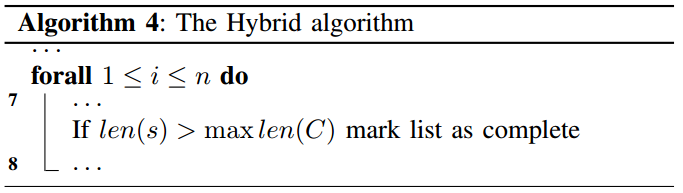 Algorithm 4: The Hybrid algorithm
...
forall 1 ≤ i ≤ n do
7 ...
If len(s) > max len(C) mark list as complete
8 ...